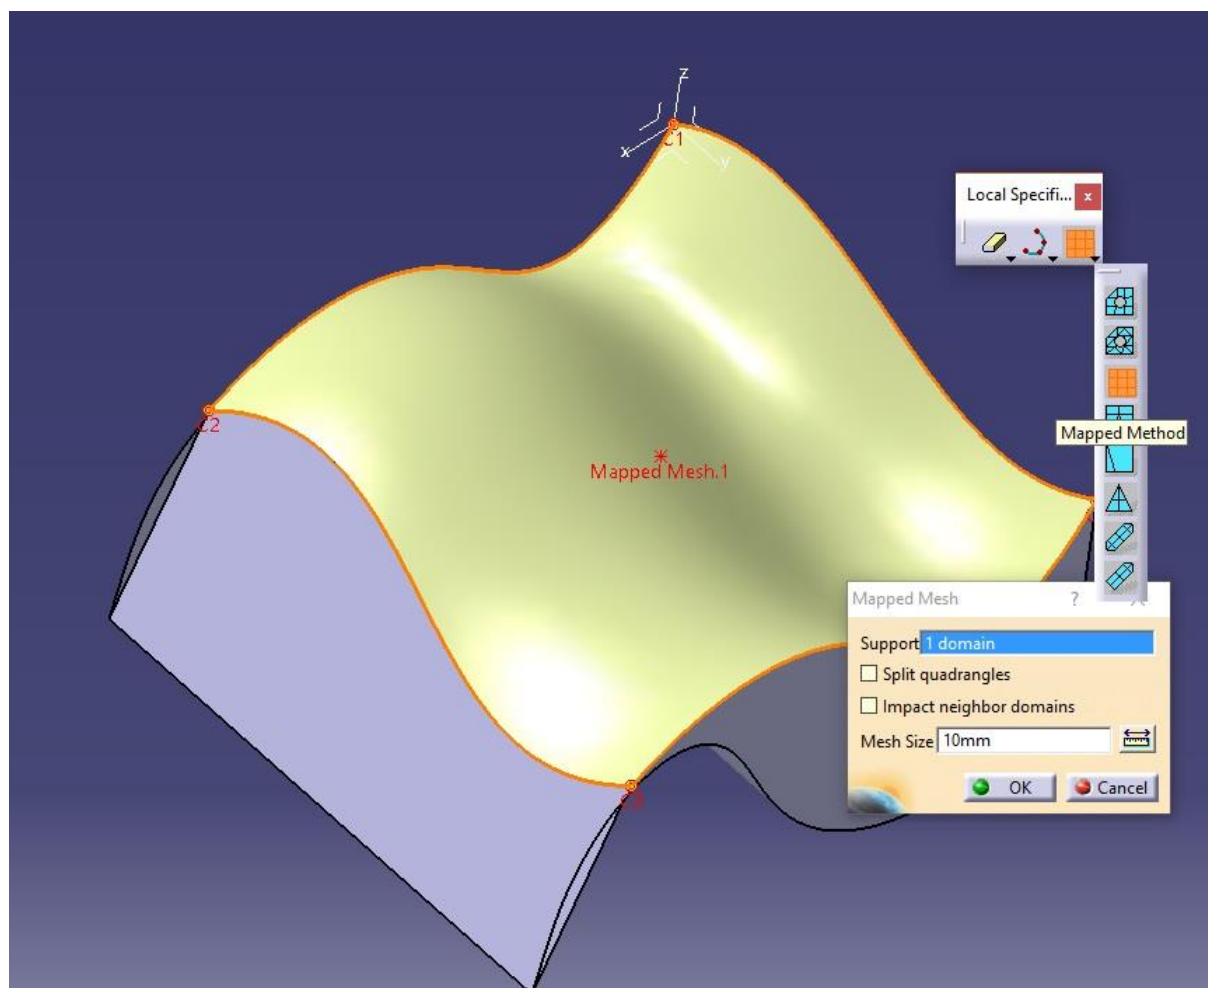 z
C1
x
y
Local Specifi...
x
C2
Mapped Method
Mapped Mesh.1
Mapped Mesh ?
Support 1 domain
Split quadrangles
Impact neighbor domains
Mesh Size 10mm
OK Cancel
C3